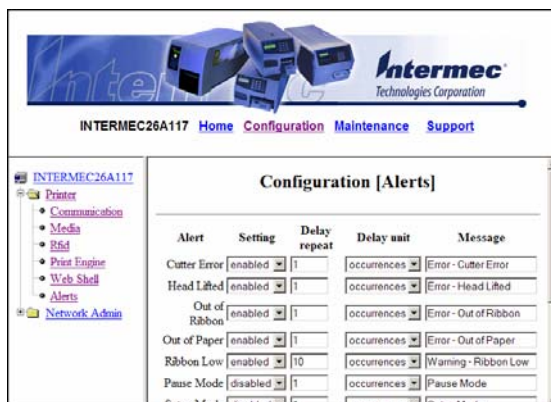 Intermec
Intermec®
Technologies Corporation
INTERMEC26A117 Home Configuration Maintenance Support
INTERMEC26A117
Printer
Communication
Media
Rfid
Print Engine
Web Shell
Alerts
Network Admin
Configuration [Alerts]
Alert Setting Delay repeat Delay unit Message
Cutter Error enabled 1 occurrences Error - Cutter Error
Head Lifted enabled 1 occurrences Error - Head Lifted
Out of Ribbon enabled 1 occurrences Error - Out of Ribbon
Out of Paper enabled 1 occurrences Error - Out of Paper
Ribbon Low enabled 10 occurrences Warning - Ribbon Low
Pause Mode disabled 1 occurrences Pause Mode